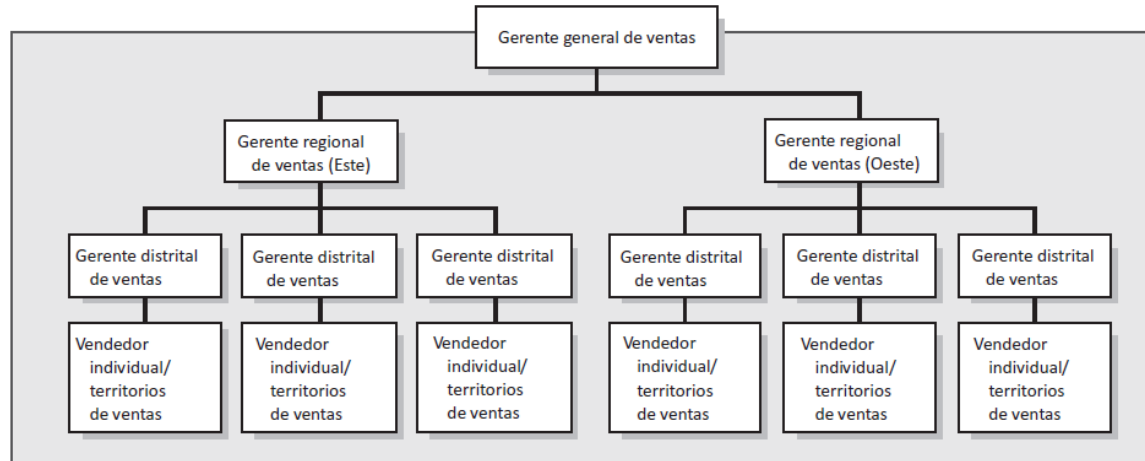 Gerente general de ventas
Gerente regional
de ventas (Este)
Gerente regional
de ventas (Oeste)
Gerente distrital
de ventas
Gerente distrital
de ventas
Gerente distrital
de ventas
Gerente distrital
de ventas
Gerente distrital
de ventas
Gerente distrital
de ventas
Vendedor
individual/
territorios
de ventas
Vendedor
individual/
territorios
de ventas
Vendedor
individual/
territorios
de ventas
Vendedor
individual/
territorios
de ventas
Vendedor
individual/
territorios
de ventas
Vendedor
individual/
territorios
de ventas